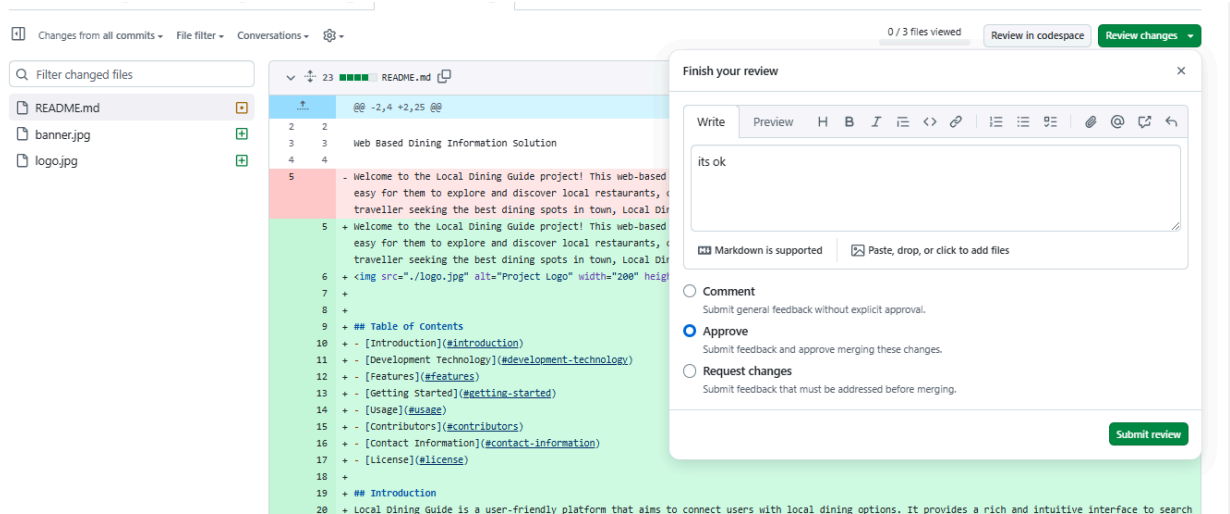 Changes from all commits
File filter
Conversations
0 / 3 files viewed
Review in codespace
Review changes
Filter changed files
README.md
banner.jpg
logo.jpg
23 README.md
@@ -2,4 +2,25 @@
2 2
3 3 Web Based Dining Information Solution
4 4
5 - Welcome to the Local Dining Guide project! This web-based
easy for them to explore and discover local restaurants,
traveller seeking the best dining spots in town, Local
5 + Welcome to the Local Dining Guide project! This web-based
easy for them to explore and discover local restaurants,
traveller seeking the best dining spots in town, Local
6 + <img src="./logo.jpg" alt="Project Logo" width="200"
7 +
8 +
9 + ## Table of Contents
10 + - [Introduction](#introduction)
11 + - [Development Technology](#development-technology)
12 + - [Features](#features)
13 + - [Getting Started](#getting-started)
14 + - [Usage](#usage)
15 + - [Contributors](#contributors)
16 + - [Contact Information](#contact-information)
17 + - [License](#license)
18 +
19 + ## Introduction
20 + Local Dining Guide is a user-friendly platform that aims to connect users with local dining options. It provides a rich and intuitive interface to search
Finish your review
Write
Preview
its ok
Markdown is supported
Paste, drop, or click to add files
Comment
Submit general feedback without explicit approval.
Approve
Submit feedback and approve merging these changes.
Request changes
Submit feedback that must be addressed before merging.
Submit review